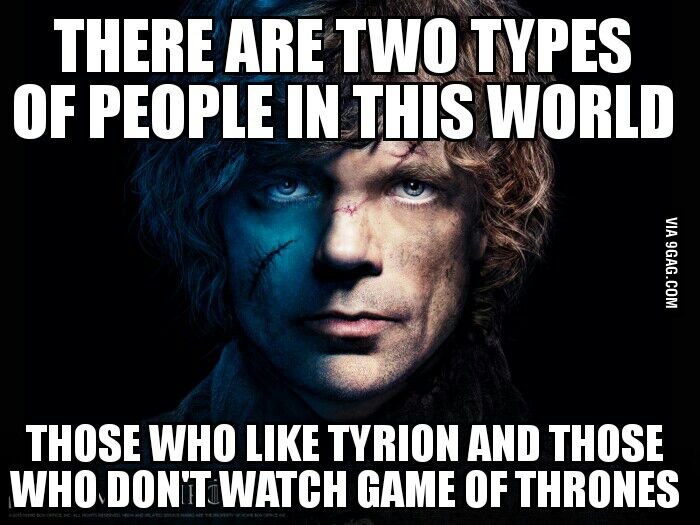 THERE ARE TWO TYPES
OF PEOPLE IN THIS WORLD
VIA 9GAG.COM
THOSE WHO LIKE TYRION AND THOSE
WHO DON'T WATCH GAME OF THRONES